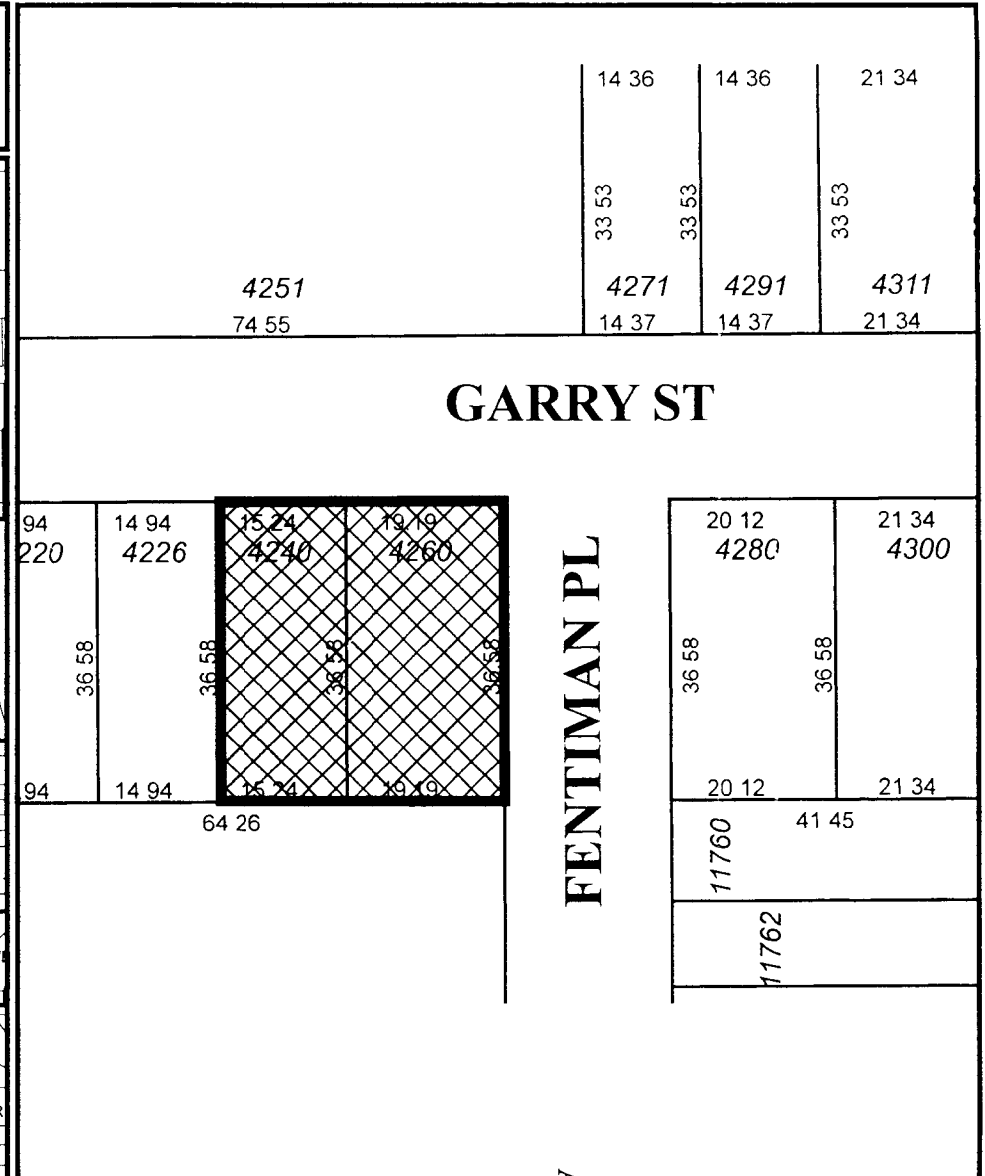 14 36 14 36 21 34
33 53 33 53 33 53
4251 4271 4291 4311
74 55 14 37 14 37 21 34
GARRY ST
94 14 94 15 24 19 19 20 12 21 34
220 4226 4240 4260 4280 4300
36 58 36 58 36 58 36 58 36 58 36 58
FENTIMAN PL
94 14 94 15 24 19 19 20 12 21 34
64 26 41 45
11760
11762